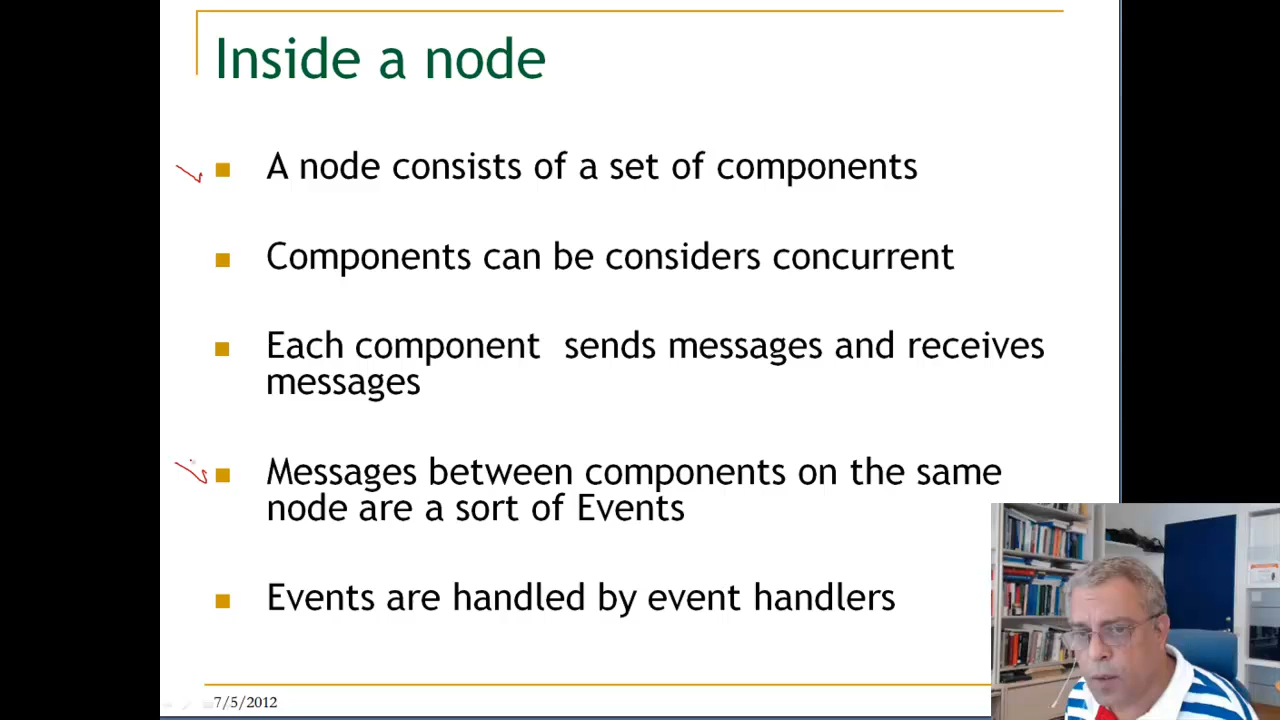 Inside a node
A node consists of a set of components
Components can be considers concurrent
Each component sends messages and receives
messages
Messages between components on the same
node are a sort of Events
Events are handled by event handlers
7/5/2012